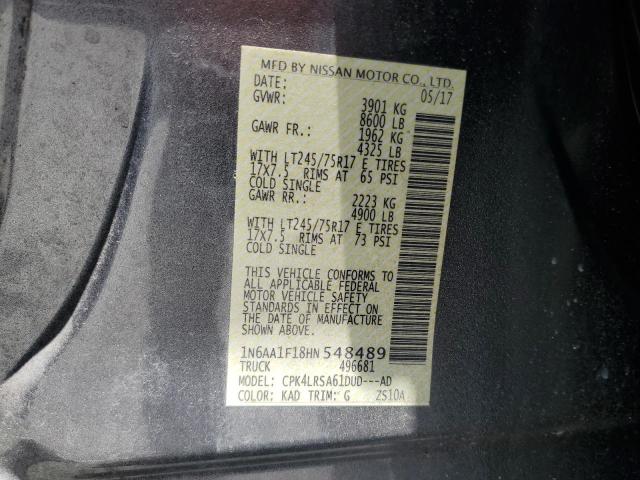 MFD BY NISSAN MOTOR CO., LTD.
DATE: 05/17
GVWR: 3901 KG
8600 LB
GAWR FR.: 1962 KG
4325 LB
WITH LT245/75R17 E TIRES
17X7.5 RIMS AT 65 PSI
COLD SINGLE
GAWR RR.: 2223 KG
4900 LB
WITH LT245/75R17 E TIRES
17X7.5 RIMS AT 73 PSI
COLD SINGLE
THIS VEHICLE CONFORMS TO
ALL APPLICABLE FEDERAL
MOTOR VEHICLE SAFETY
STANDARDS IN EFFECT ON
THE DATE OF MANUFACTURE
SHOWN ABOVE.
1N6AA1F18HN548489
TRUCK 496681
MODEL: CPK4LRSA61DUD---AD
COLOR: KAD TRIM: G ZS10A